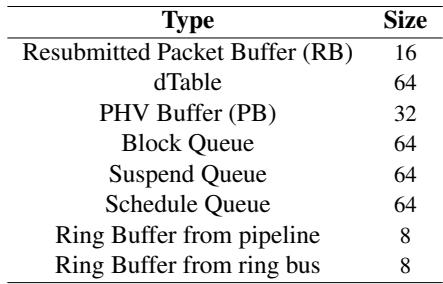 Type Size
Resubmitted Packet Buffer (RB) 16
dTable 64
PHV Buffer (PB) 32
Block Queue 64
Suspend Queue 64
Schedule Queue 64
Ring Buffer from pipeline 8
Ring Buffer from ring bus 8